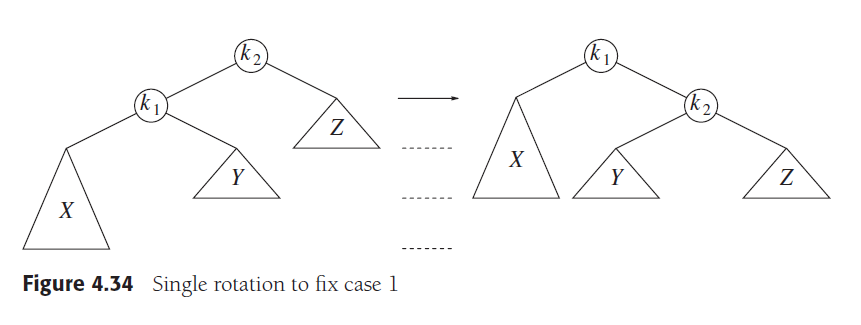 k2
k1
k1
k2
Z
X
Y
Y
Z
X
Figure 4.34 Single rotation to fix case 1